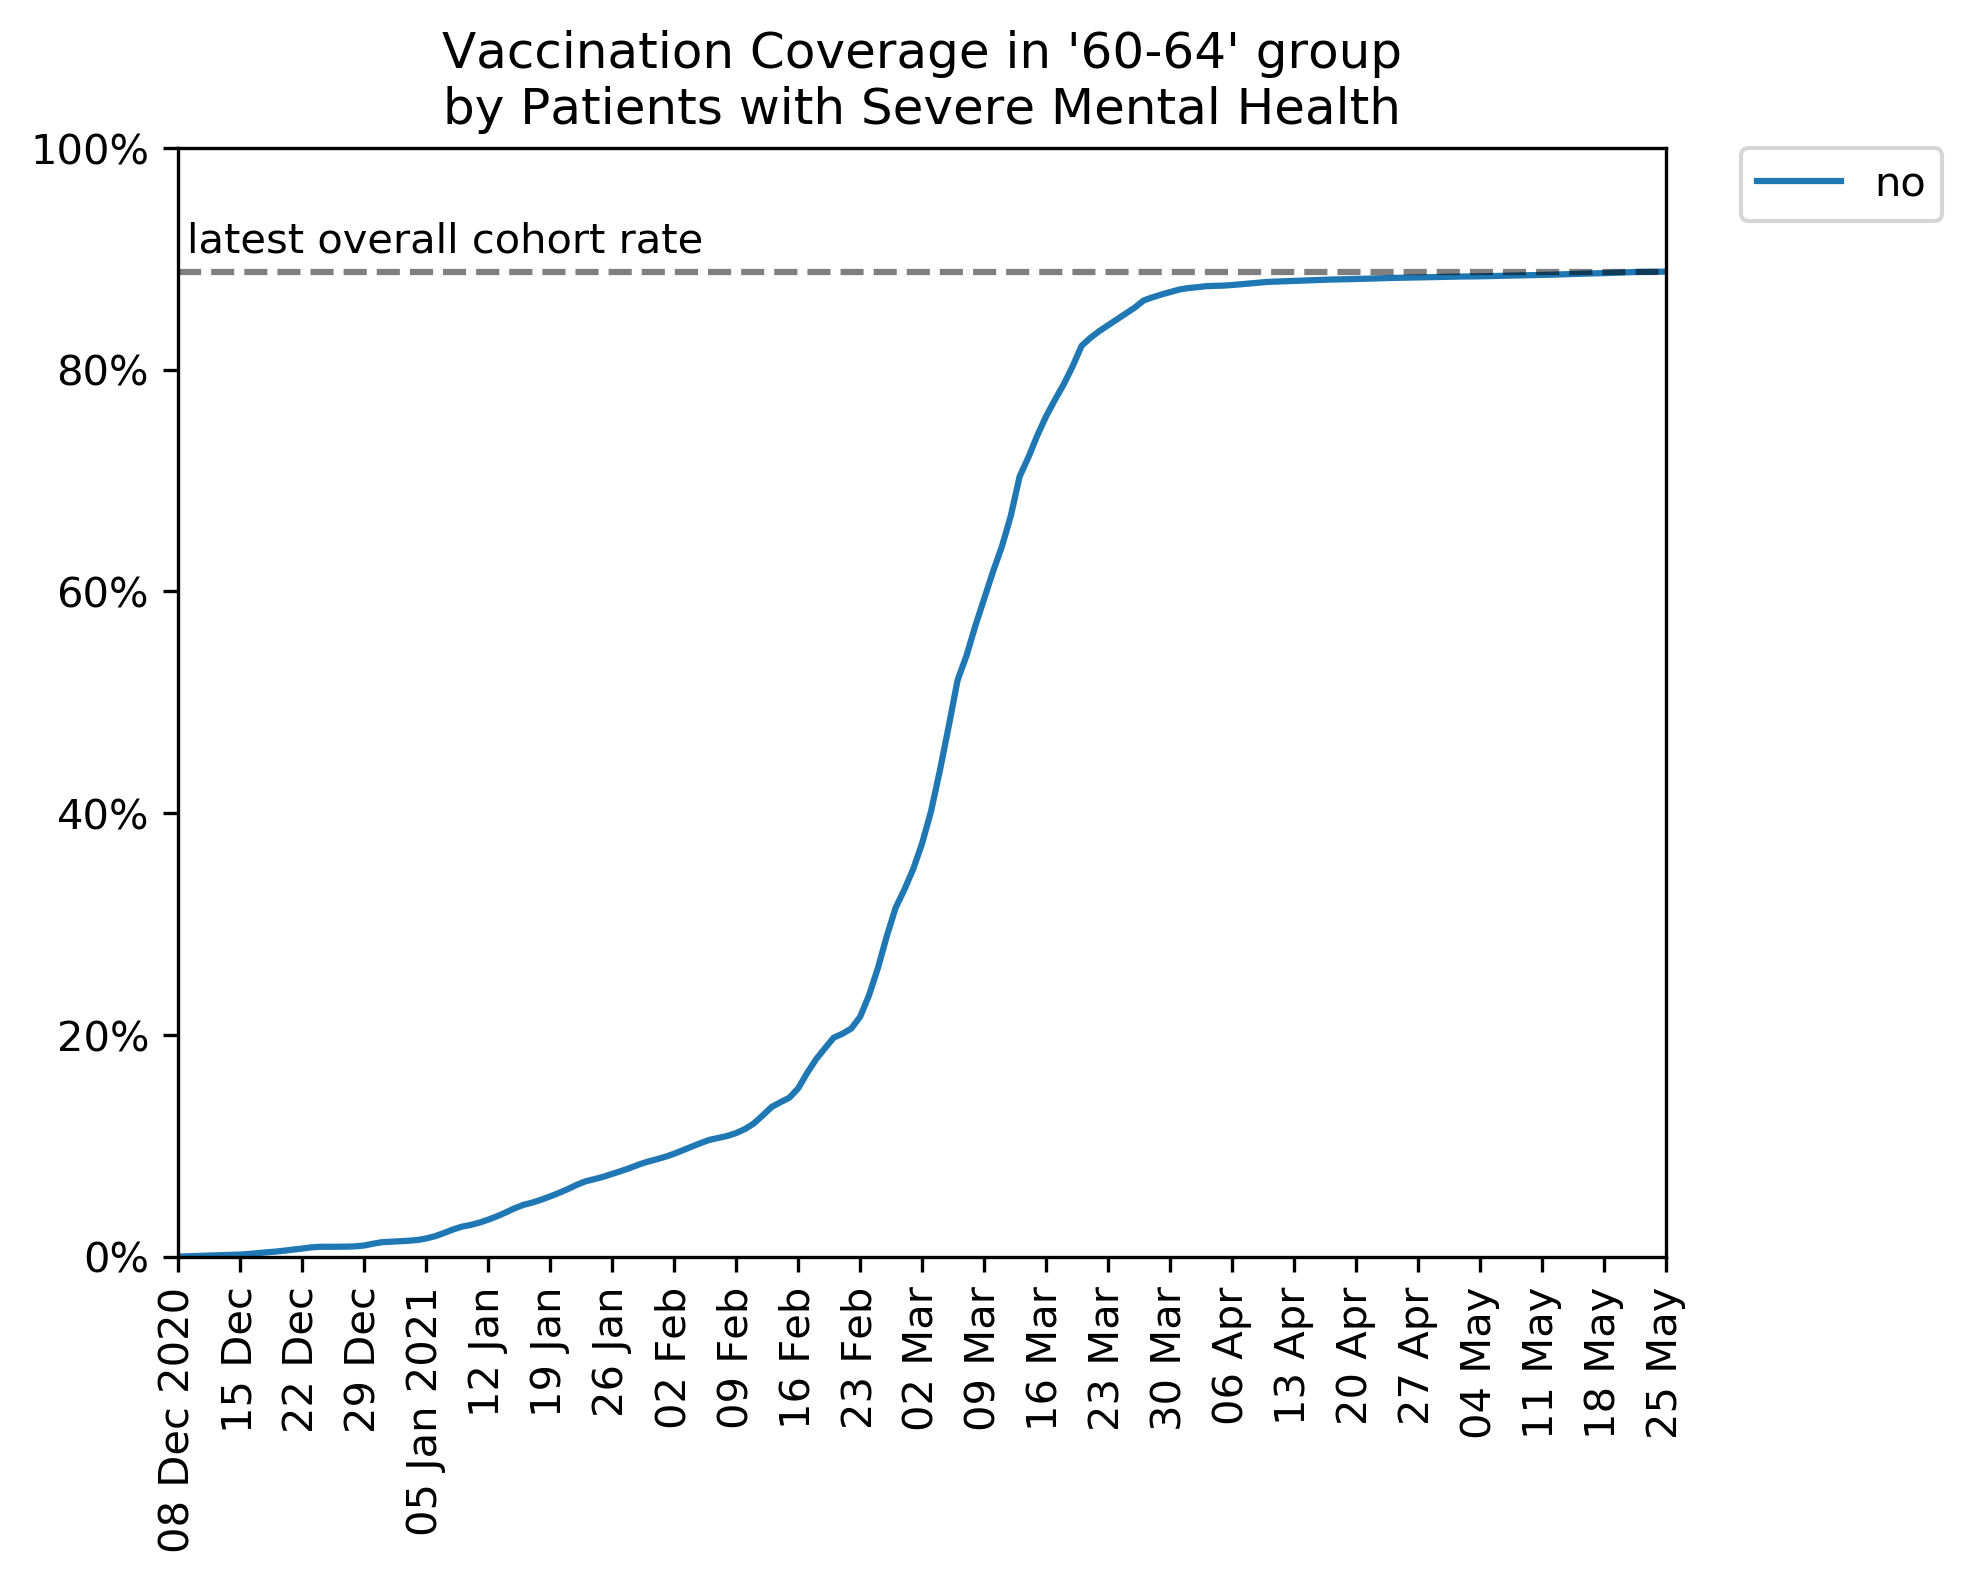 Vaccination Coverage in '60-64' group
by Patients with Severe Mental Health
100%
80%
60%
40%
20%
0%
latest overall cohort rate
no
08 Dec 2020
15 Dec
22 Dec
29 Dec
05 Jan 2021
12 Jan
19 Jan
26 Jan
02 Feb
09 Feb
16 Feb
23 Feb
02 Mar
09 Mar
16 Mar
23 Mar
30 Mar
06 Apr
13 Apr
20 Apr
27 Apr
04 May
11 May
18 May
25 May